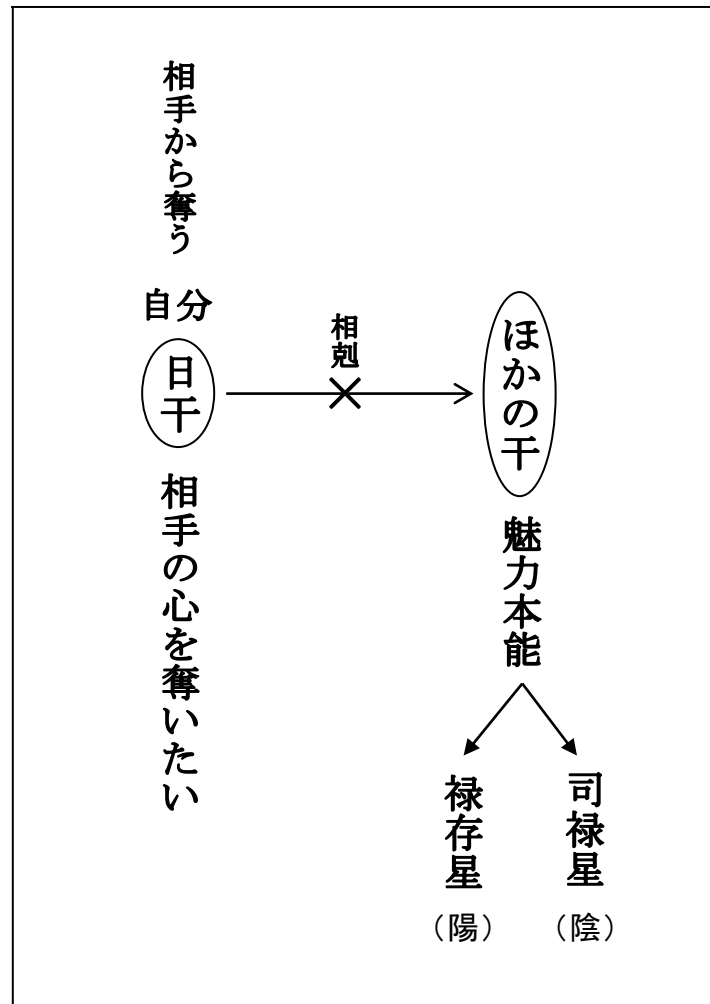 相手から奪う
自分
日干
相手の心を奪いたい
相剋
ほかの干
魅力本能
禄存星
（陽）
司禄星
（陰）